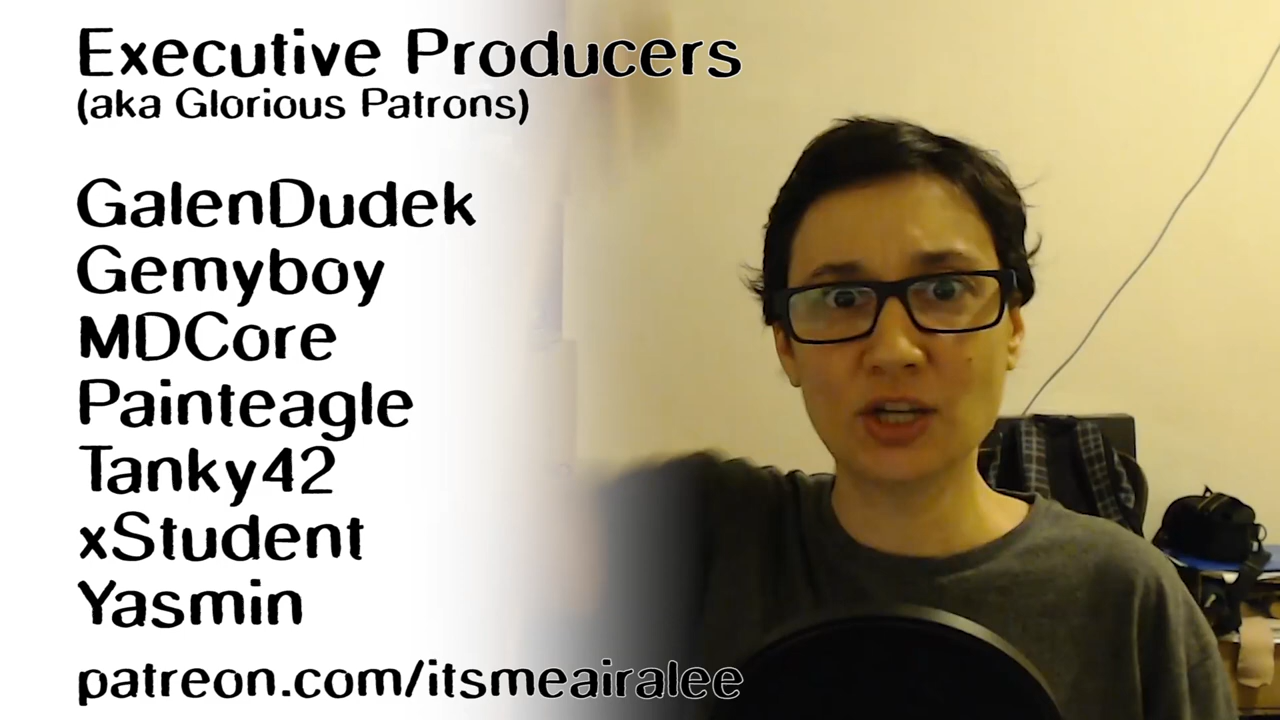 Executive Producers
(aka Glorious Patrons)
GalenDudek
Gemyboy
MDCore
Painteagle
Tanky42
xStudent
Yasmin
patreon.com/itsmeairalee